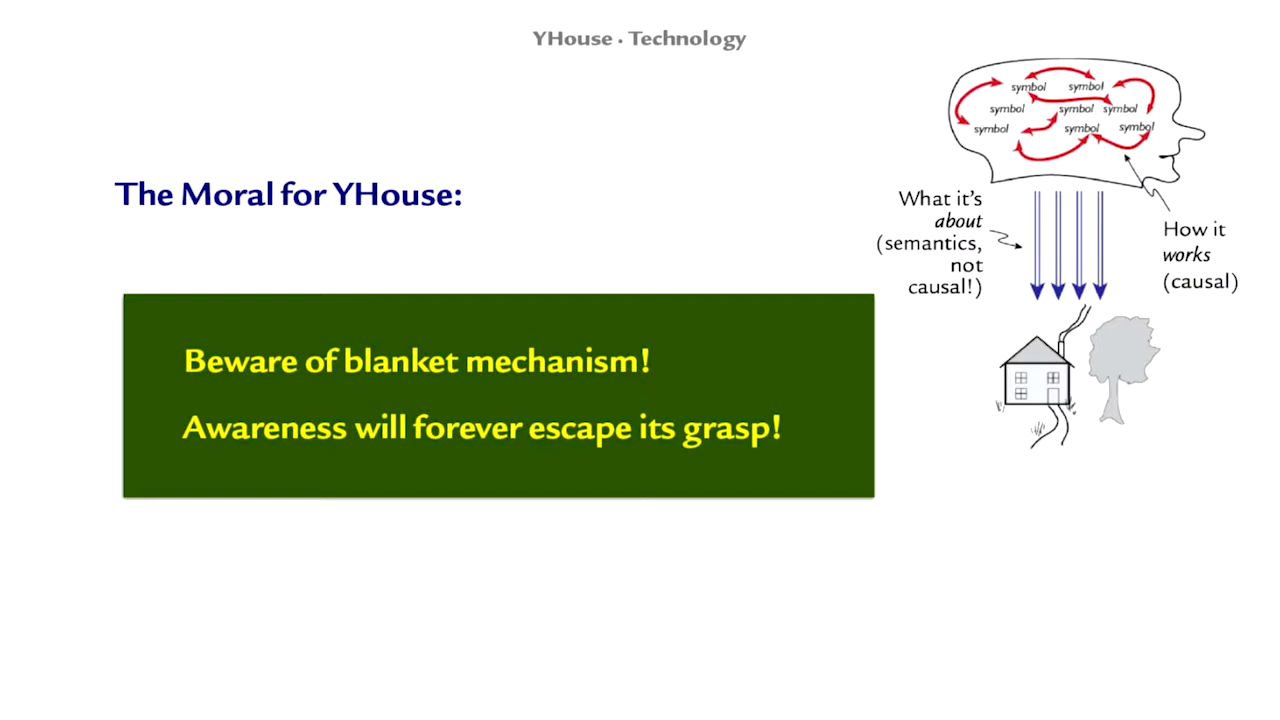 YHouse · Technology
The Moral for YHouse:
Beware of blanket mechanism!
Awareness will forever escape its grasp!
symbol symbol
symbol symbol symbol
symbol symbol symbol
What it's
about
(semantics,
not
causal!)
How it
works
(causal)